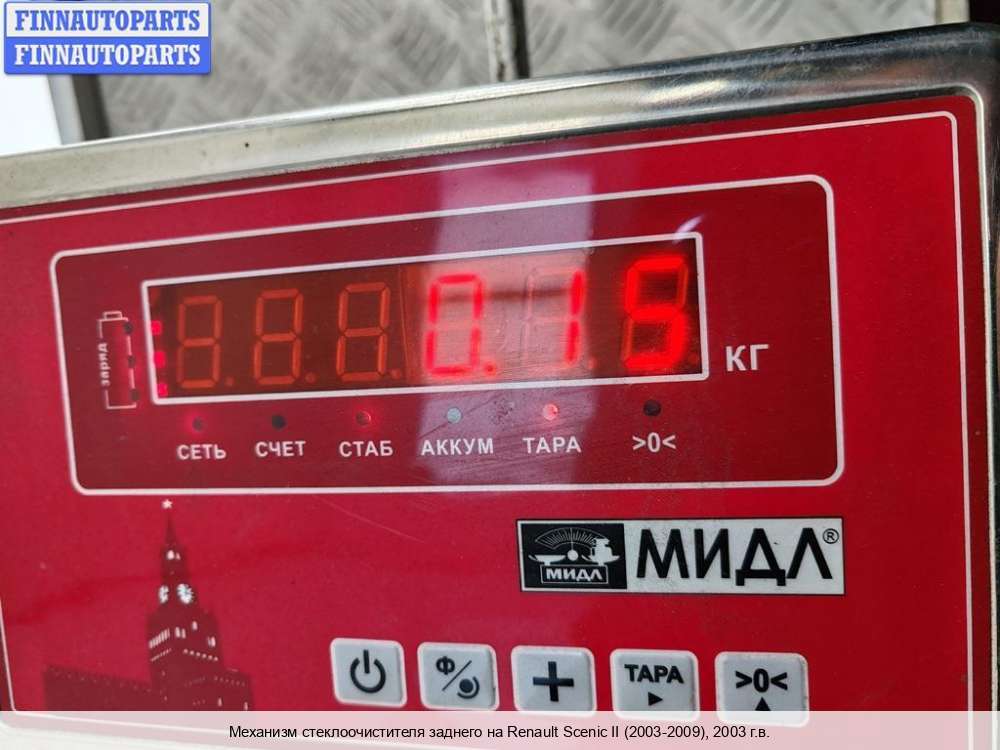 FINNAUTOPARTS
FINNAUTOPARTS
заряд
0.15
КГ
СЕТЬ СЧЕТ СТАБ АККУМ ТАРА >0<
МИДЛ
МИДЛ®
Ф ТАРА >0<
Механизм стеклоочистителя заднего на Renault Scenic II (2003-2009), 2003 г.в.